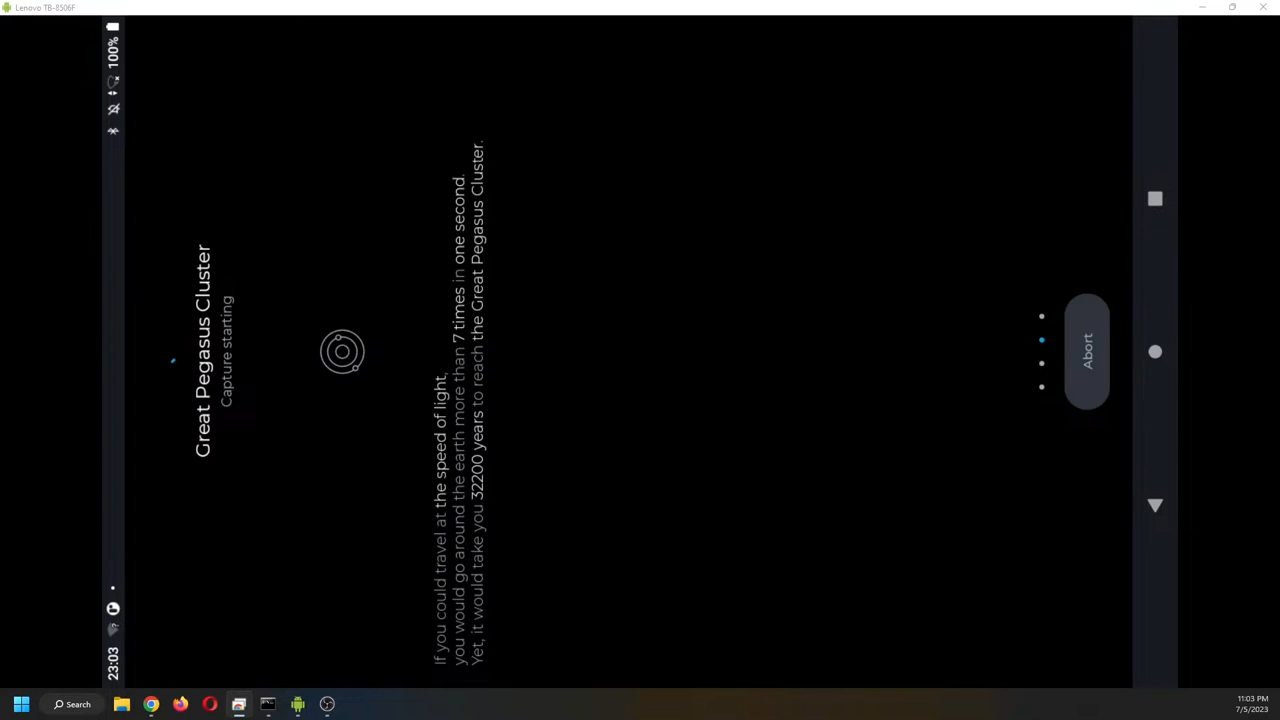 Lenovo TB-8506F
23:03
100%
Great Pegasus Cluster
Capture starting
If you could travel at the speed of light,
you would go around the earth more than 7 times in one second.
Yet, it would take you 32200 years to reach the Great Pegasus Cluster.
Abort
Search
11:03 PM
7/5/2023